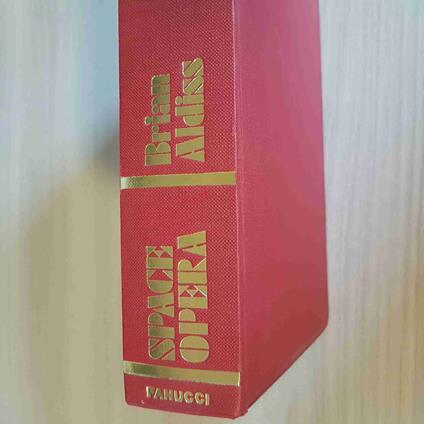 Brian
Aldiss
SPACE
OPERA
FANUCCI